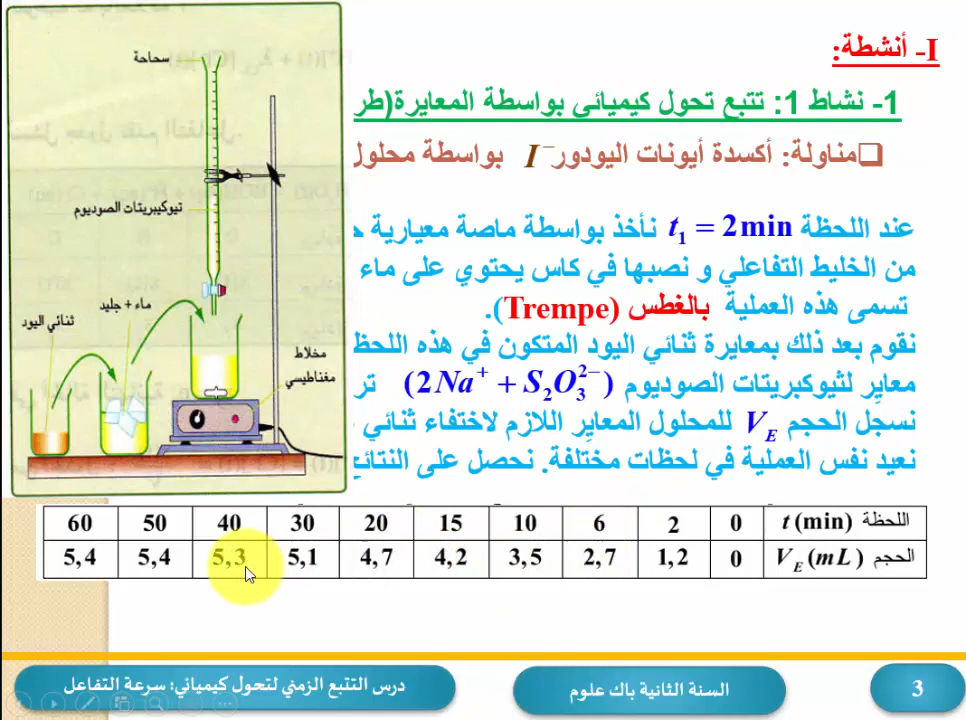 I- أنشطة:
1- نشاط 1: تتبع تحول كيميائي بواسطة المعايرة(طر
مناولة: أكسدة أيونات اليودور I⁻ بواسطة محلول
عند اللحظة t₁ = 2min نأخذ بواسطة ماصة معيارية
من الخليط التفاعلي و نصبها في كاس يحتوي على ماء
تسمى هذه العملية بالغطس (Trempe).
نقوم بعد ذلك بمعايرة ثنائي اليود المتكون في هذه اللحظ
معاير لثيوكبريتات الصوديوم (2Na⁺ + S₂O₃²⁻) تر
نسجل الحجم V_E للمحلول المعاير اللازم لاختفاء ثنائي
نعيد نفس العملية في لحظات مختلفة. نحصل على النتائج
سحاحة
تيوكيبريتات الصوديوم
ماء + جليد
ثنائي اليود
مخلاط
مغناطيسي
اللحظة t(min) 0 2 6 10 15 20 30 40 50 60
الحجم V_E(mL) 0 1,2 2,7 3,5 4,2 4,7 5,1 5,3 5,4 5,4
3
السنة الثانية باك علوم
درس التتبع الزمني لتحول كيميائي: سرعة التفاعل